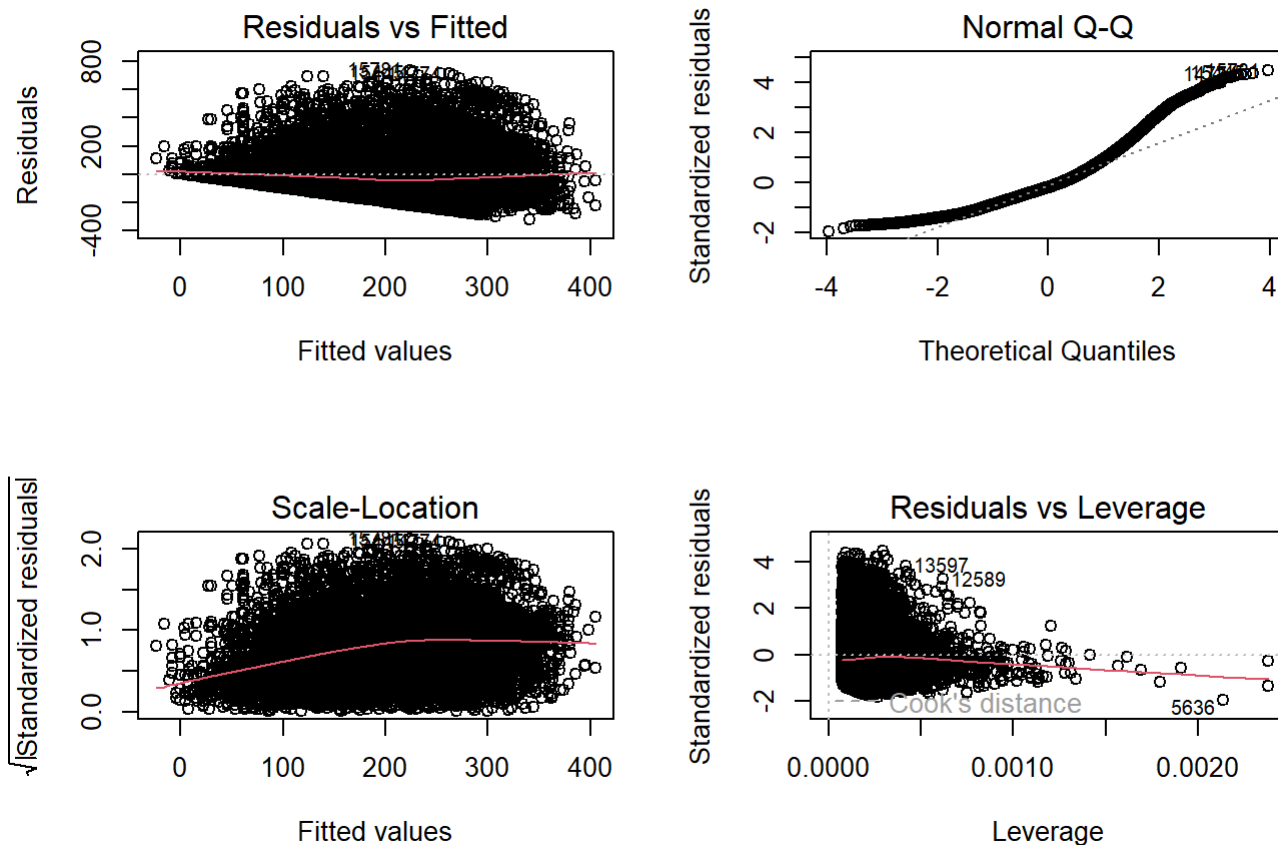 Residuals vs Fitted
Residuals
800
200
-400
0 100 200 300 400
Fitted values
Normal Q-Q
Standardized residuals
4
2
0
-2
-4 -2 0 2 4
Theoretical Quantiles
Scale-Location
√|Standardized residuals|
2.0
1.0
0.0
0 100 200 300 400
Fitted values
Residuals vs Leverage
Standardized residuals
4
2
0
-2
13597
12589
Cook's distance
5636
0.0000 0.0010 0.0020
Leverage